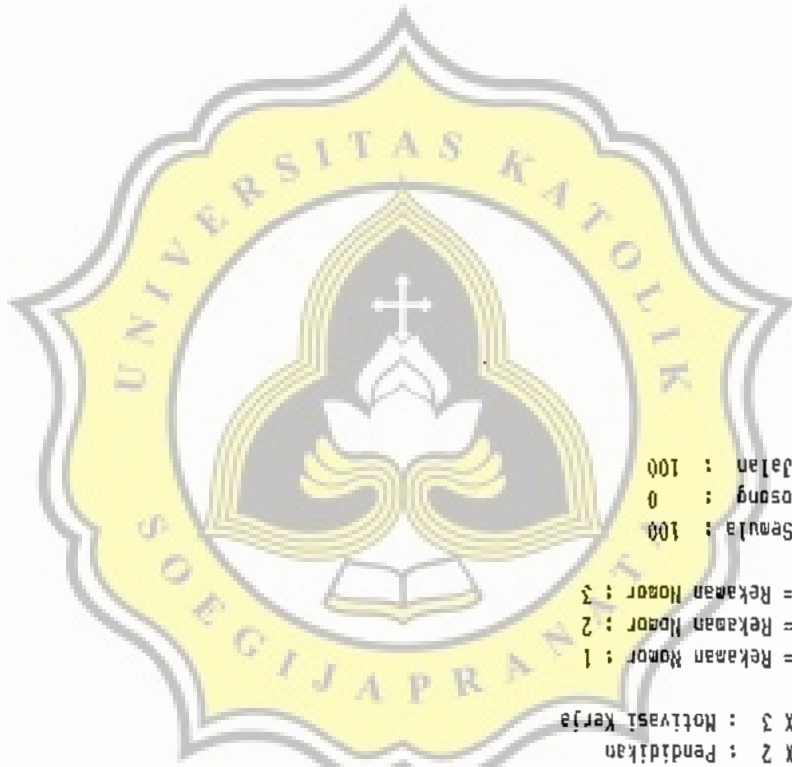 UNIVERSITAS KATOLIK
SOEGIJAPRANATA
X 2 : Pendidikan
X 3 : Motivasi Kerja
= Rekaman Nomor : 1
= Rekaman Nomor : 2
= Rekaman Nomor : 3
Semula : 100
osong : 0
Jalan : 100